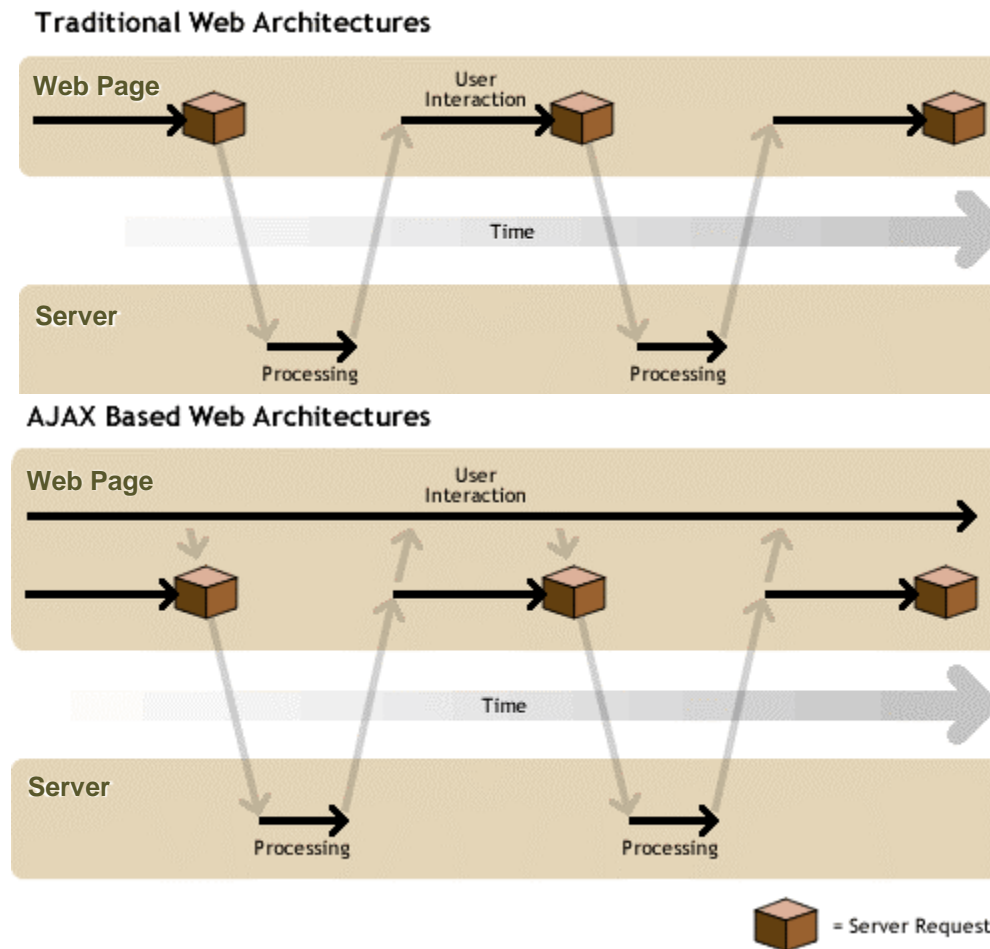 Traditional Web Architectures
Web Page
User
Interaction
Time
Server
Processing
Processing
AJAX Based Web Architectures
Web Page
User
Interaction
Time
Server
Processing
Processing
= Server Request